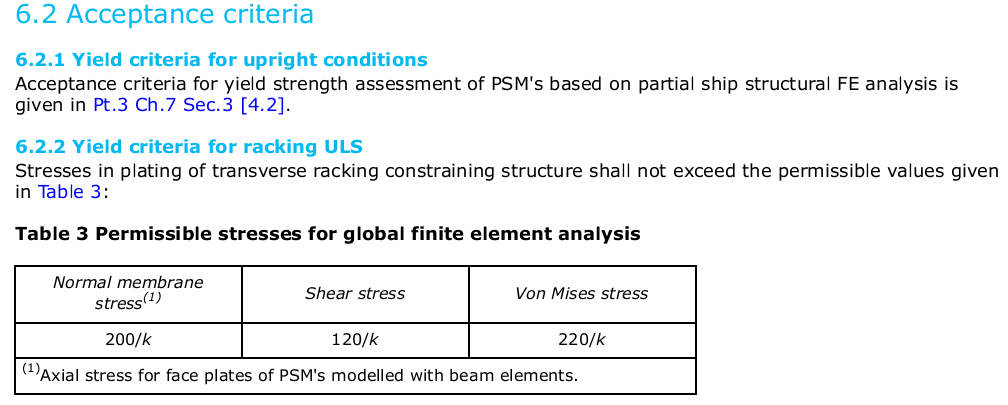 6.2 Acceptance criteria
6.2.1 Yield criteria for upright conditions
Acceptance criteria for yield strength assessment of PSM's based on partial ship structural FE analysis is
given in Pt.3 Ch.7 Sec.3 [4.2].
6.2.2 Yield criteria for racking ULS
Stresses in plating of transverse racking constraining structure shall not exceed the permissible values given
in Table 3:
Table 3 Permissible stresses for global finite element analysis
Normal membrane
stress(1)
Shear stress
Von Mises stress
200/k
120/k
220/k
(1)Axial stress for face plates of PSM's modelled with beam elements.